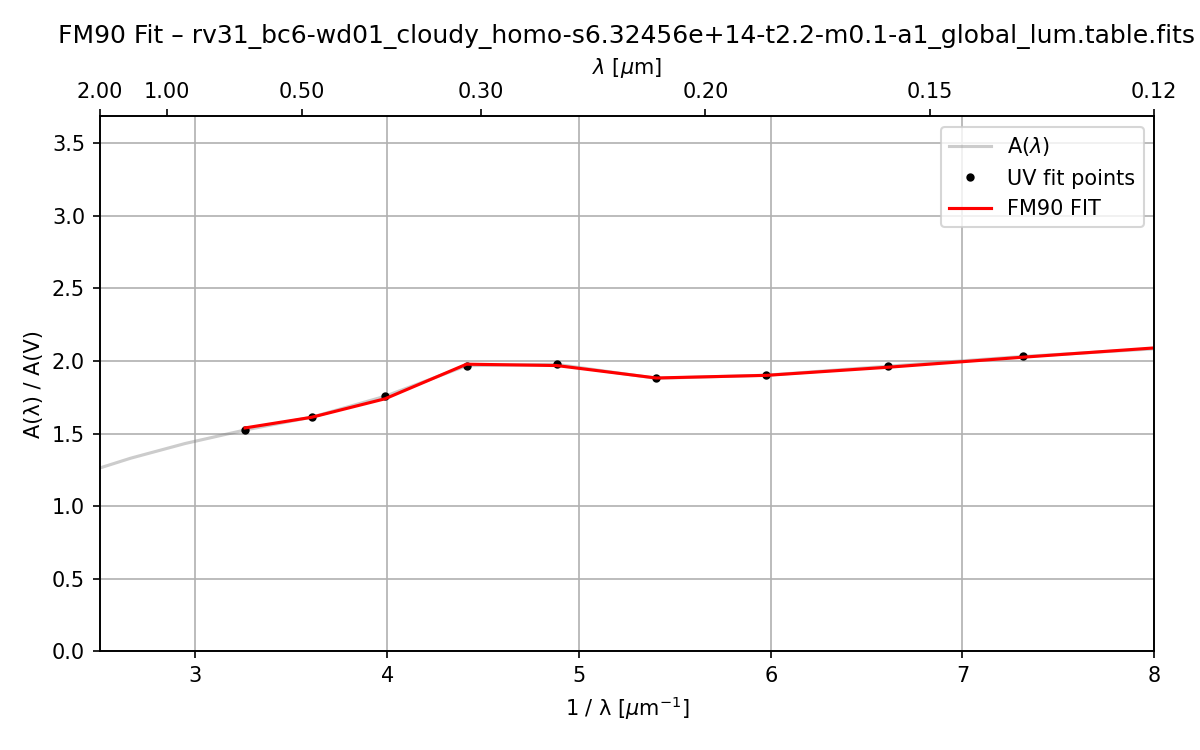 FM90 Fit – rv31_bc6-wd01_cloudy_homo-s6.32456e+14-t2.2-m0.1-a1_global_lum.table.fits
λ [μm]
2.00 1.00 0.50 0.30 0.20 0.15 0.12
A(λ)
UV fit points
FM90 FIT
A(λ) / A(V)
3.5
3.0
2.5
2.0
1.5
1.0
0.5
0.0
3 4 5 6 7 8
1 / λ [μm⁻¹]